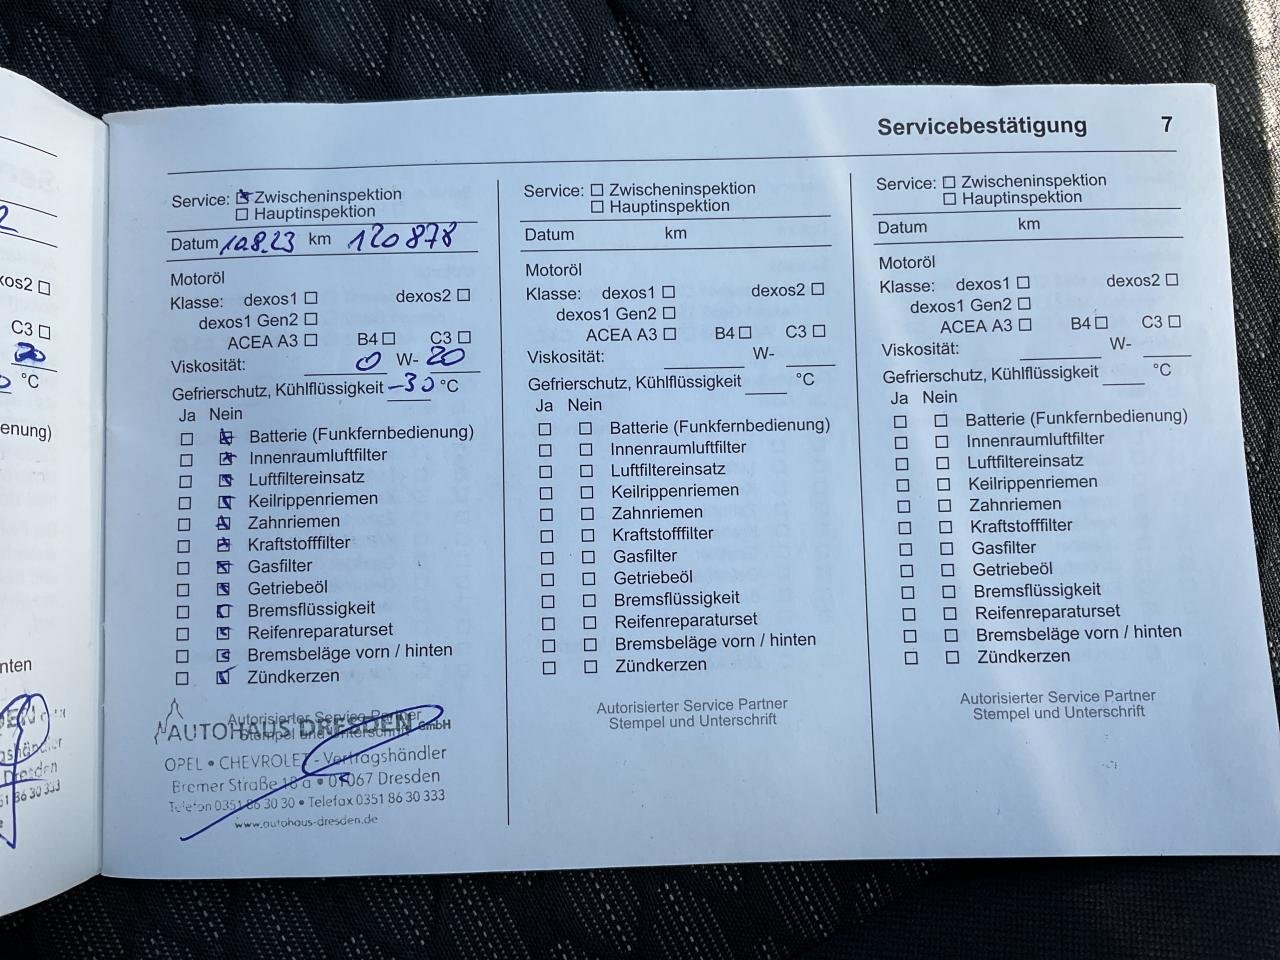 Servicebestätigung 7
2
xos2 ☐
C3 ☐
20
°C
enung)
nten
Service: ☒ Zwischeninspektion
☐ Hauptinspektion
Datum 10.8.23 km 120878
Motoröl
Klasse: dexos1 ☐ dexos2 ☐
dexos1 Gen2 ☐
ACEA A3 ☐ B4 ☐ C3 ☐
Viskosität: 0 W- 20
Gefrierschutz, Kühlflüssigkeit -30 °C
Ja Nein
☐ ☒ Batterie (Funkfernbedienung)
☐ ☒ Innenraumluftfilter
☐ ☒ Luftfiltereinsatz
☐ ☒ Keilrippenriemen
☐ ☒ Zahnriemen
☐ ☒ Kraftstofffilter
☐ ☒ Gasfilter
☐ ☒ Getriebeöl
☐ ☒ Bremsflüssigkeit
☐ ☒ Reifenreparaturset
☐ ☒ Bremsbeläge vorn / hinten
☐ ☒ Zündkerzen
Autorisierter Service Partner
Stempel und Unterschrift
AUTOHAUS DRESDEN GmbH
OPEL • CHEVROLET - Vertragshändler
Bremer Straße 18 a • 01067 Dresden
Telefon 0351 86 30 30 • Telefax 0351 86 30 333
www.autohaus-dresden.de
Service: ☐ Zwischeninspektion
☐ Hauptinspektion
Datum km
Motoröl
Klasse: dexos1 ☐ dexos2 ☐
dexos1 Gen2 ☐
ACEA A3 ☐ B4 ☐ C3 ☐
Viskosität: W-
Gefrierschutz, Kühlflüssigkeit °C
Ja Nein
☐ ☐ Batterie (Funkfernbedienung)
☐ ☐ Innenraumluftfilter
☐ ☐ Luftfiltereinsatz
☐ ☐ Keilrippenriemen
☐ ☐ Zahnriemen
☐ ☐ Kraftstofffilter
☐ ☐ Gasfilter
☐ ☐ Getriebeöl
☐ ☐ Bremsflüssigkeit
☐ ☐ Reifenreparaturset
☐ ☐ Bremsbeläge vorn / hinten
☐ ☐ Zündkerzen
Autorisierter Service Partner
Stempel und Unterschrift
Service: ☐ Zwischeninspektion
☐ Hauptinspektion
Datum km
Motoröl
Klasse: dexos1 ☐ dexos2 ☐
dexos1 Gen2 ☐
ACEA A3 ☐ B4 ☐ C3 ☐
Viskosität: W-
Gefrierschutz, Kühlflüssigkeit °C
Ja Nein
☐ ☐ Batterie (Funkfernbedienung)
☐ ☐ Innenraumluftfilter
☐ ☐ Luftfiltereinsatz
☐ ☐ Keilrippenriemen
☐ ☐ Zahnriemen
☐ ☐ Kraftstofffilter
☐ ☐ Gasfilter
☐ ☐ Getriebeöl
☐ ☐ Bremsflüssigkeit
☐ ☐ Reifenreparaturset
☐ ☐ Bremsbeläge vorn / hinten
☐ ☐ Zündkerzen
Autorisierter Service Partner
Stempel und Unterschrift